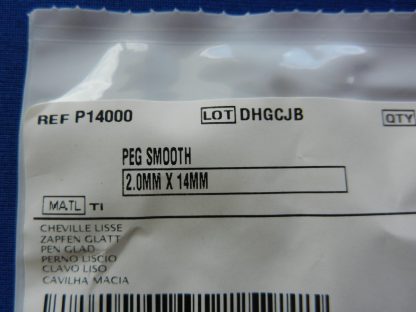 REF P14000 LOT DHGCJB QTY
PEG SMOOTH
2.0MM X 14MM
MATL Ti
CHEVILLE LISSE
ZAPFEN GLATT
PEN GLAD
PERNO LISCIO
CLAVO LISO
CAVILHA MACIA